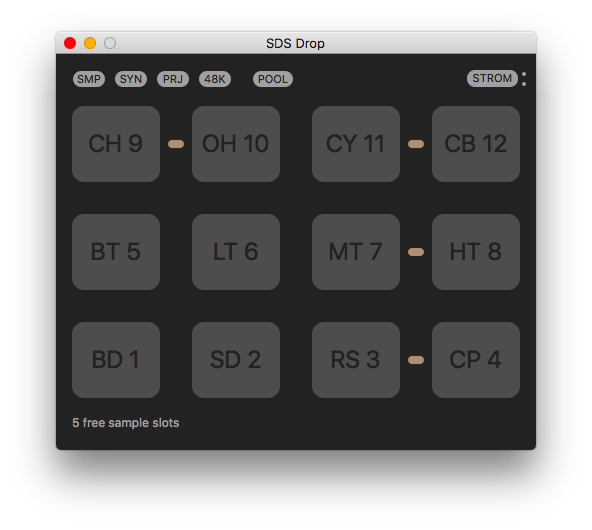 SDS Drop
SMP SYN PRJ 48K POOL STROM
CH 9 OH 10 CY 11 CB 12
BT 5 LT 6 MT 7 HT 8
BD 1 SD 2 RS 3 CP 4
5 free sample slots